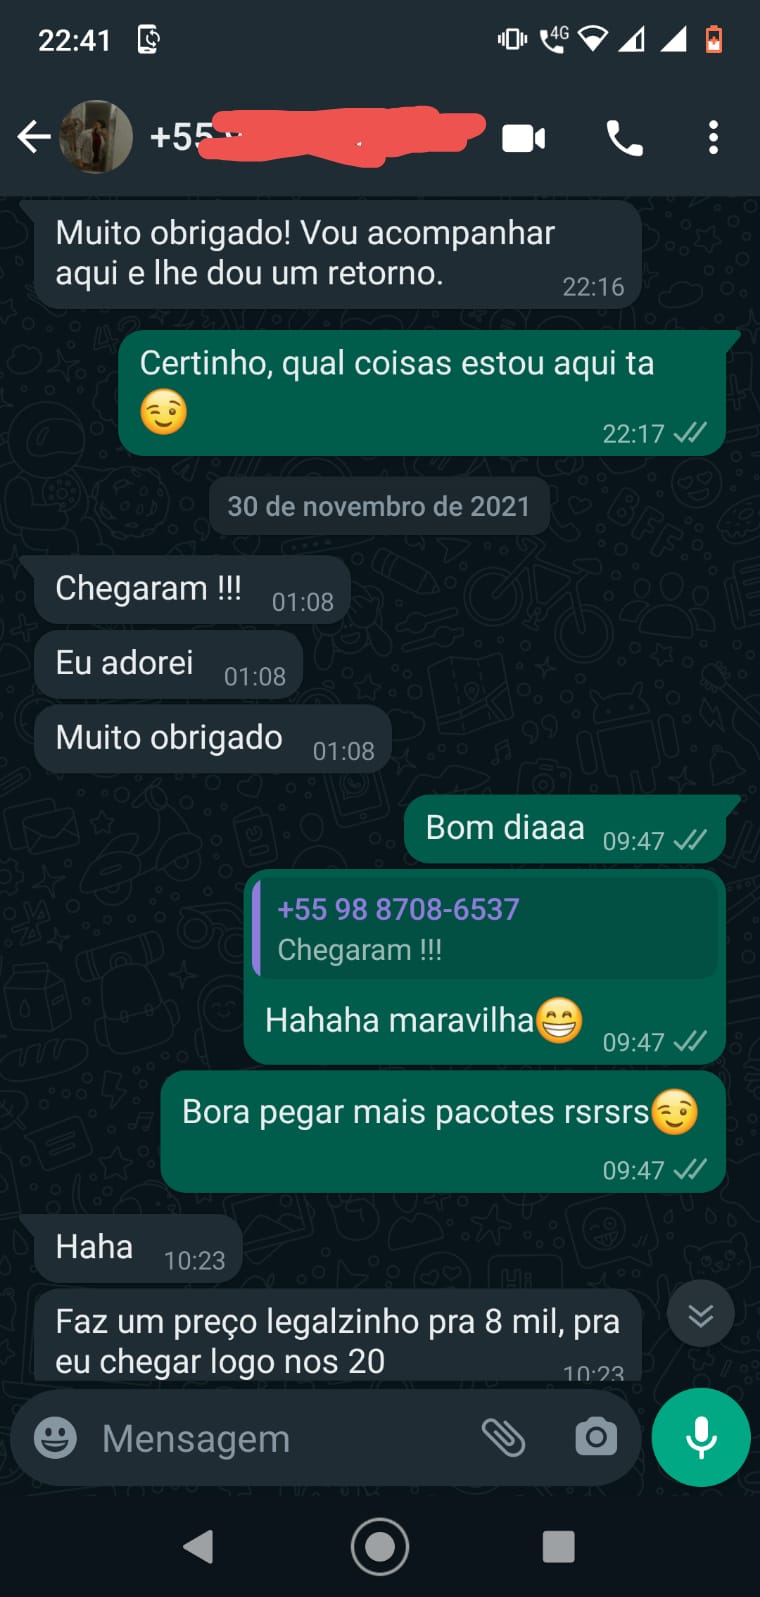 22:41
4G
+55
Muito obrigado! Vou acompanhar
aqui e lhe dou um retorno.
22:16
Certinho, qual coisas estou aqui ta
😉
22:17
30 de novembro de 2021
Chegaram !!! 01:08
Eu adorei 01:08
Muito obrigado 01:08
Bom diaaa 09:47
+55 98 8708-6537
Chegaram !!!
Hahaha maravilha😁 09:47
Bora pegar mais pacotes rsrsrs😉
09:47
Haha 10:23
Faz um preço legalzinho pra 8 mil, pra
eu chegar logo nos 20 10:23
Mensagem